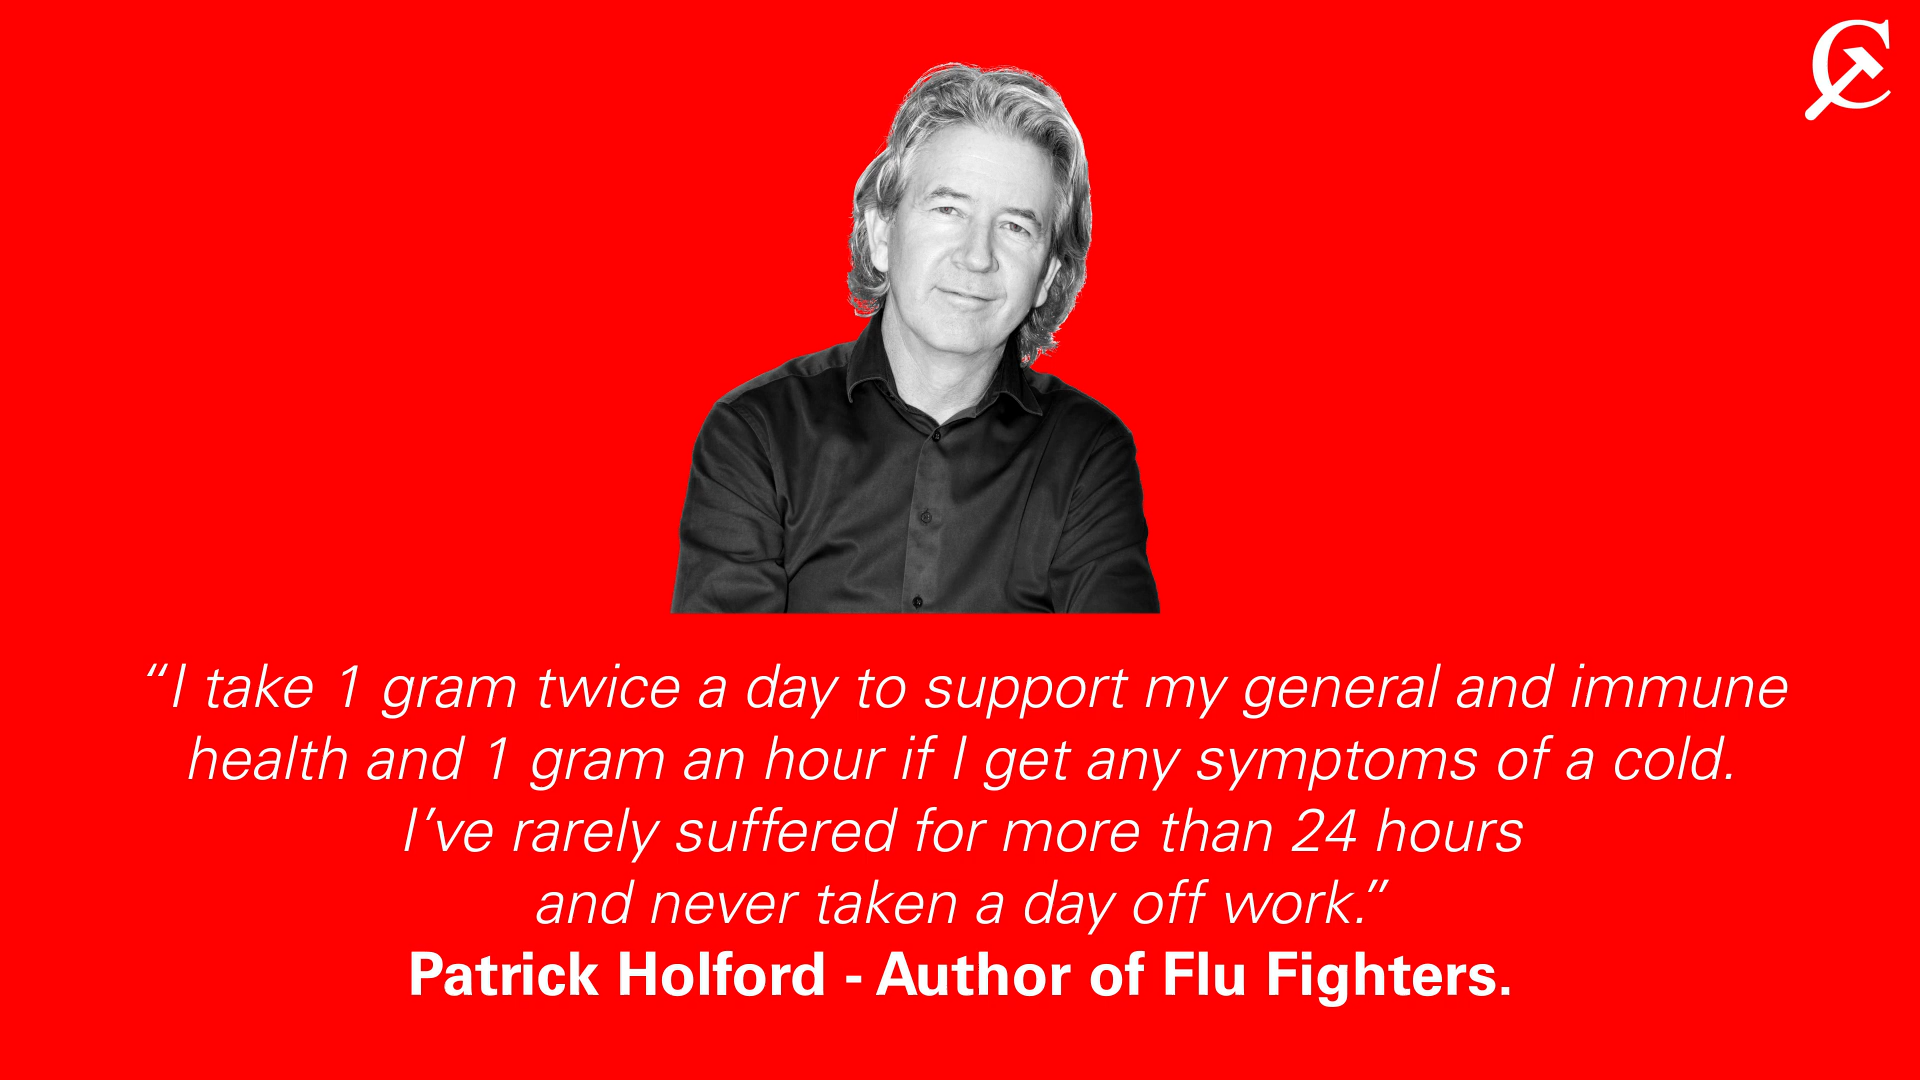 “I take 1 gram twice a day to support my general and immune
health and 1 gram an hour if I get any symptoms of a cold.
I’ve rarely suffered for more than 24 hours
and never taken a day off work.”
Patrick Holford - Author of Flu Fighters.